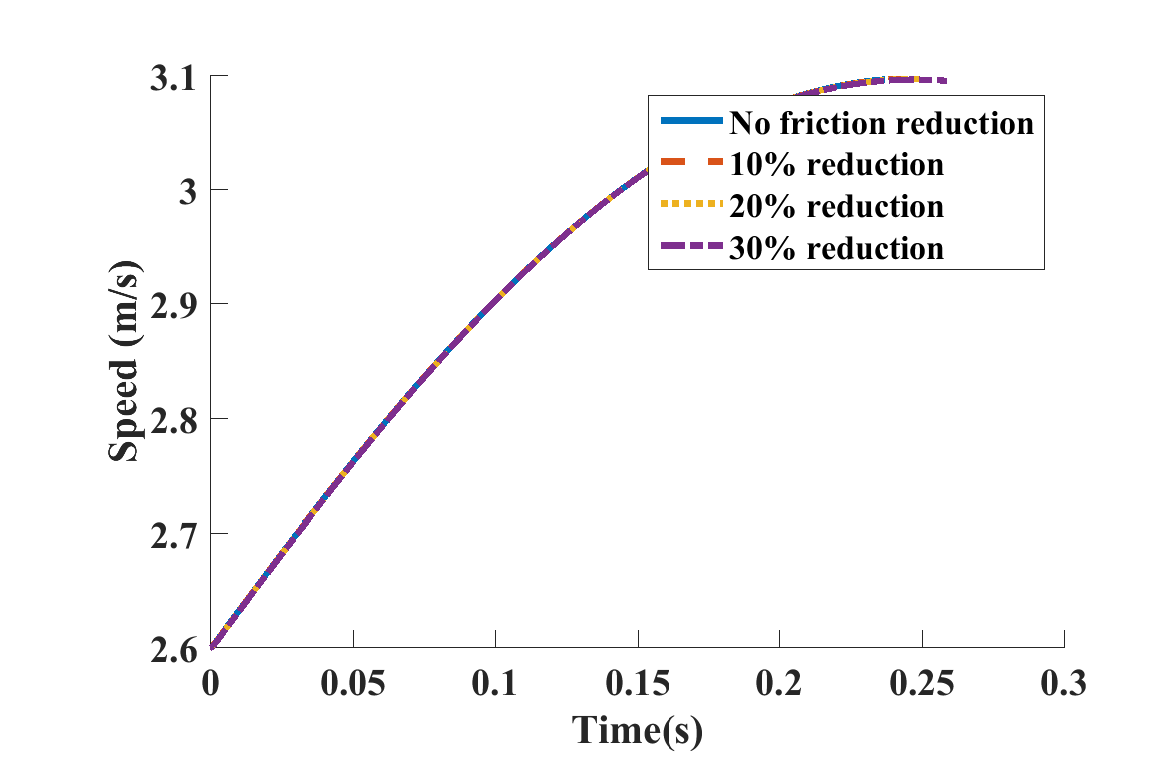 3.1
3
2.9
2.8
2.7
2.6
Speed (m/s)
No friction reduction
10% reduction
20% reduction
30% reduction
0 0.05 0.1 0.15 0.2 0.25 0.3
Time(s)